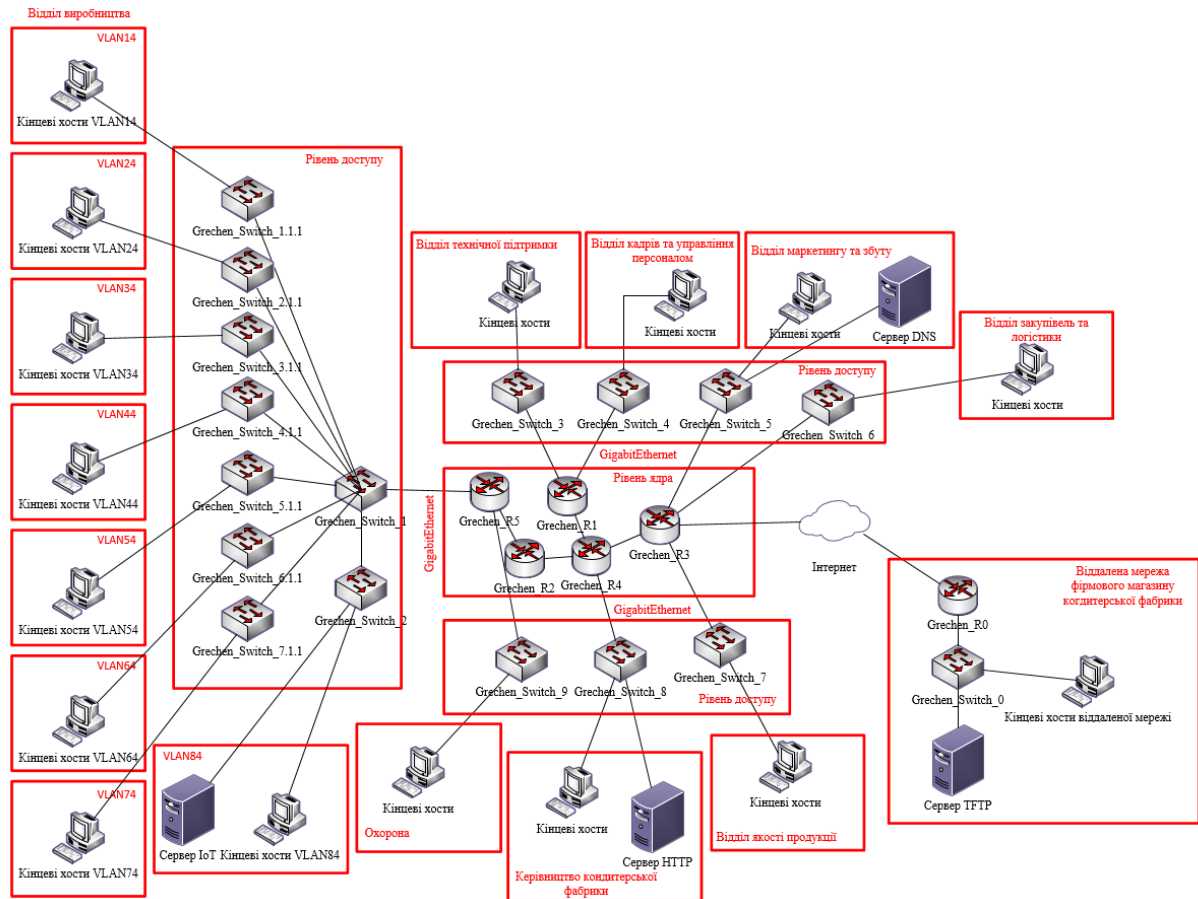 Відділ виробництва
VLAN14
Кінцеві хости VLAN14
VLAN24
Кінцеві хости VLAN24
VLAN34
Кінцеві хости VLAN34
VLAN44
Кінцеві хости VLAN44
VLAN54
Кінцеві хости VLAN54
VLAN64
Кінцеві хости VLAN64
VLAN74
Кінцеві хости VLAN74
Рівень доступу
Grechen_Switch_1.1.1
Grechen_Switch_2.1.1
Grechen_Switch_3.1.1
Grechen_Switch_4.1.1
Grechen_Switch_5.1.1
Grechen_Switch_6.1.1
Grechen_Switch_7.1.1
Grechen_Switch_1
Grechen_Switch_2
VLAN84
Сервер IoT
Кінцеві хости VLAN84
Відділ технічної підтримки
Кінцеві хости
Відділ кадрів та управління
персоналом
Кінцеві хости
Відділ маркетингу та збуту
Кінцеві хости
Сервер DNS
Відділ закупівель та
логістики
Кінцеві хости
Рівень доступу
Grechen_Switch_3
Grechen_Switch_4
Grechen_Switch_5
Grechen_Switch_6
GigabitEthernet
GigabitEthernet
Рівень ядра
Grechen_R5
Grechen_R1
Grechen_R3
Grechen_R2
Grechen_R4
GigabitEthernet
Grechen_Switch_9
Grechen_Switch_8
Grechen_Switch_7
Рівень доступу
Кінцеві хости
Охорона
Кінцеві хости
Сервер HTTP
Керівництво кондитерської
фабрики
Кінцеві хости
Відділ якості продукції
Інтернет
Віддалена мережа
фірмового магазину
когдитерської фабрики
Grechen_R0
Grechen_Switch_0
Кінцеві хости віддаленої мережі
Сервер TFTP